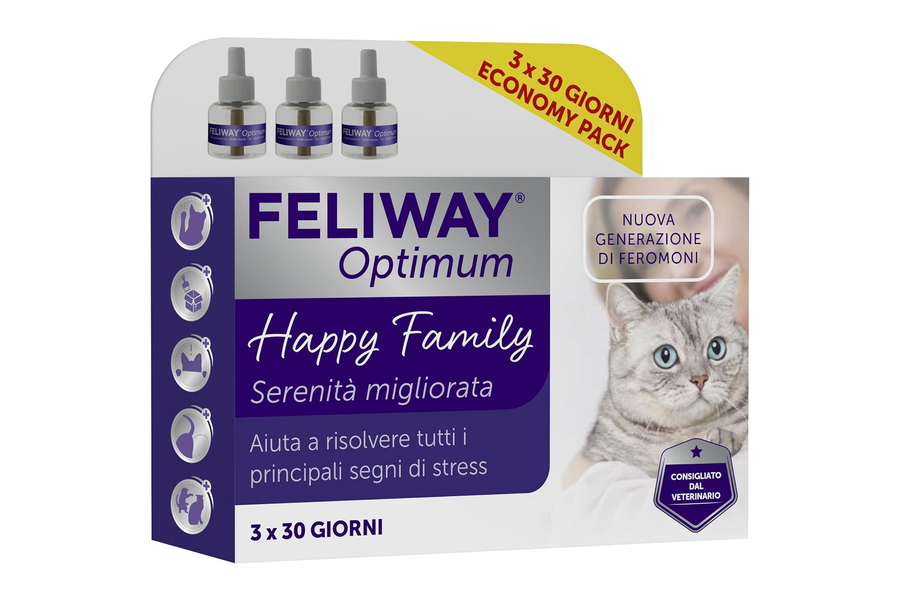 3 x 30 GIORNI
ECONOMY PACK
FELIWAY Optimum
FELIWAY Optimum
FELIWAY Optimum
FELIWAY®
Optimum
Happy Family
Serenità migliorata
Aiuta a risolvere tutti i
principali segni di stress
3 x 30 GIORNI
NUOVA
GENERAZIONE
DI FEROMONI
CONSIGLIATO
DAL
VETERINARIO